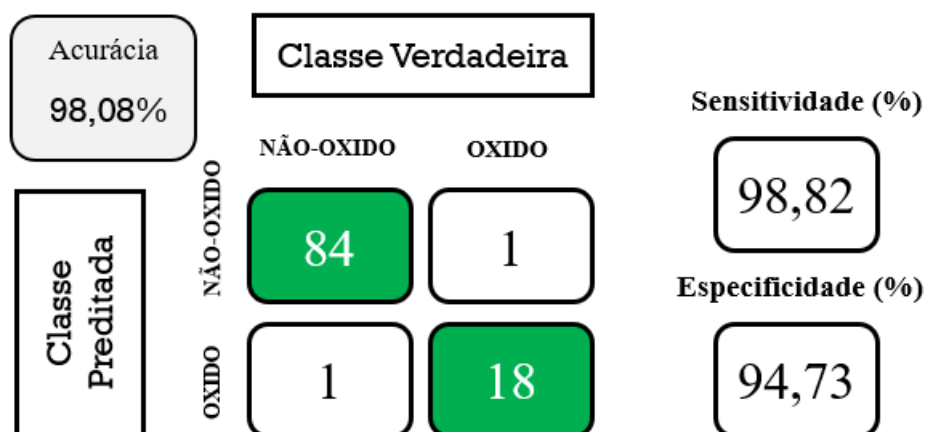 Acurácia
98,08%
Classe Verdadeira
Sensitividade (%)
NÃO-OXIDO
OXIDO
98,82
NÃO-OXIDO
84
1
Classe
Preditada
Especificidade (%)
OXIDO
1
18
94,73